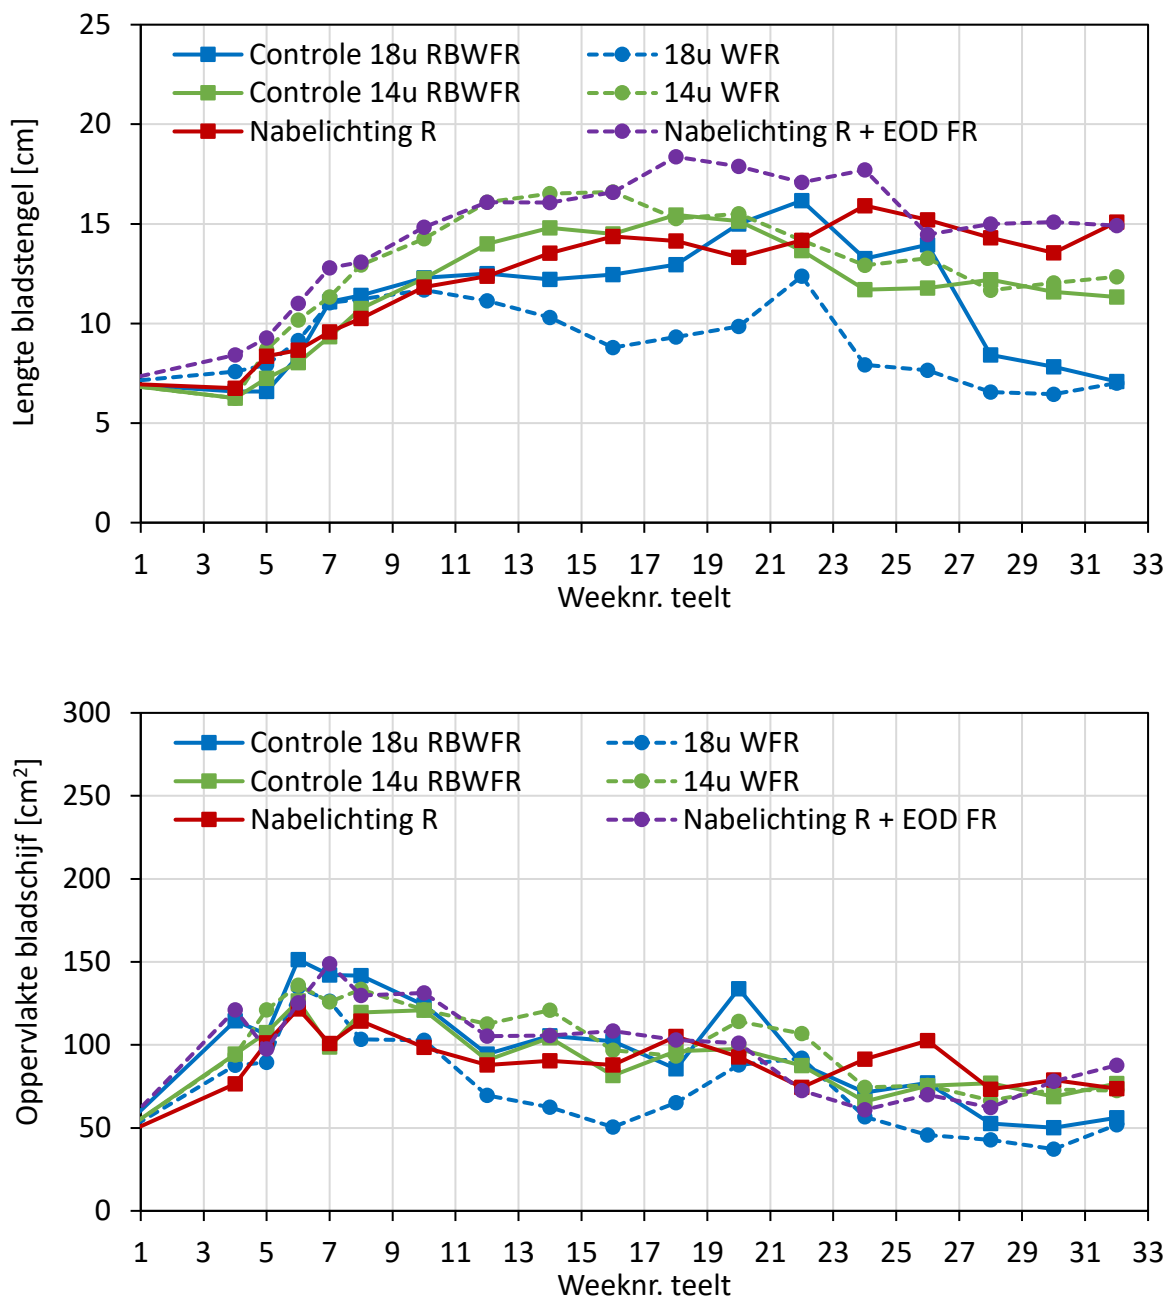 Lengte bladstengel [cm]
25
20
15
10
5
0
Controle 18u RBWFR
18u WFR
Controle 14u RBWFR
14u WFR
Nabelichting R
Nabelichting R + EOD FR
1 3 5 7 9 11 13 15 17 19 21 23 25 27 29 31 33
Weeknr. teelt
Oppervlakte bladschijf [cm²]
300
250
200
150
100
50
0
Controle 18u RBWFR
18u WFR
Controle 14u RBWFR
14u WFR
Nabelichting R
Nabelichting R + EOD FR
1 3 5 7 9 11 13 15 17 19 21 23 25 27 29 31 33
Weeknr. teelt